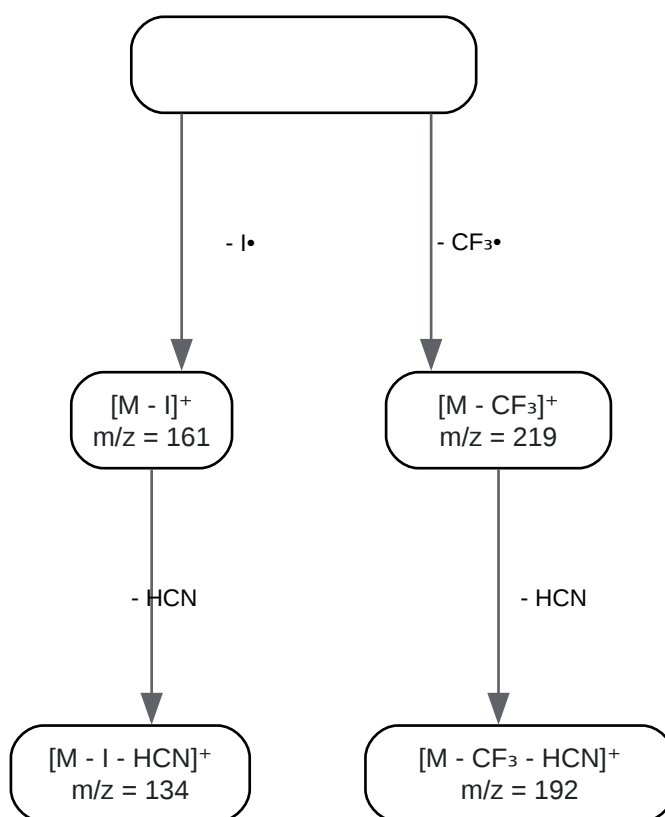 - I•
- CF₃•
[M - I]⁺
m/z = 161
[M - CF₃]⁺
m/z = 219
- HCN
- HCN
[M - I - HCN]⁺
m/z = 134
[M - CF₃ - HCN]⁺
m/z = 192